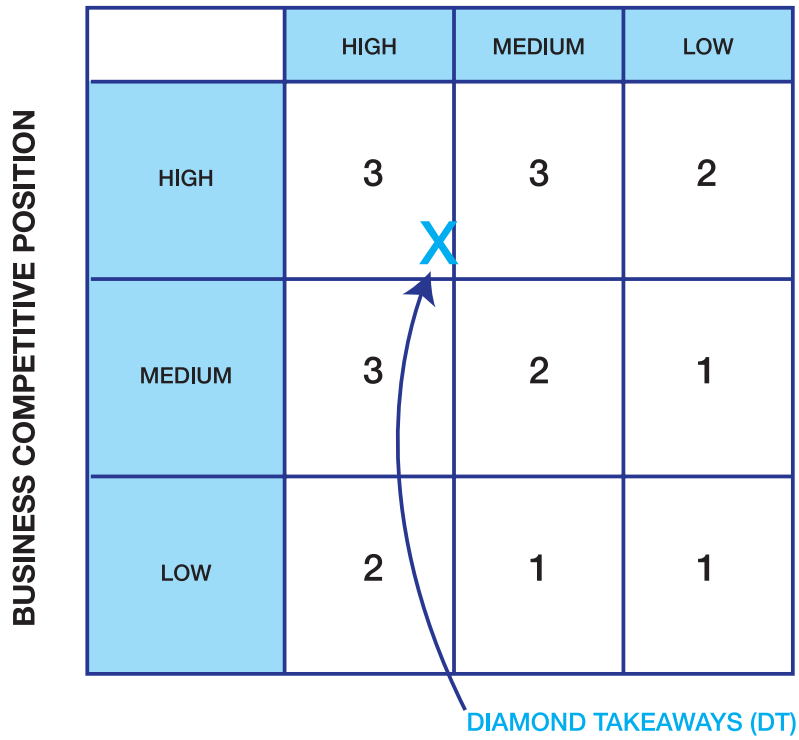 BUSINESS COMPETITIVE POSITION
HIGH MEDIUM LOW
HIGH 3 3 2
X
MEDIUM 3 2 1
LOW 2 1 1
DIAMOND TAKEAWAYS (DT)